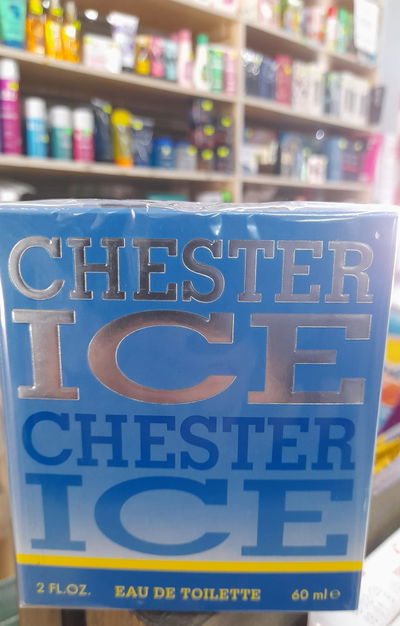 CHESTER
ICE
CHESTER
ICE
2 FL.OZ. EAU DE TOILETTE 60 ml ℮